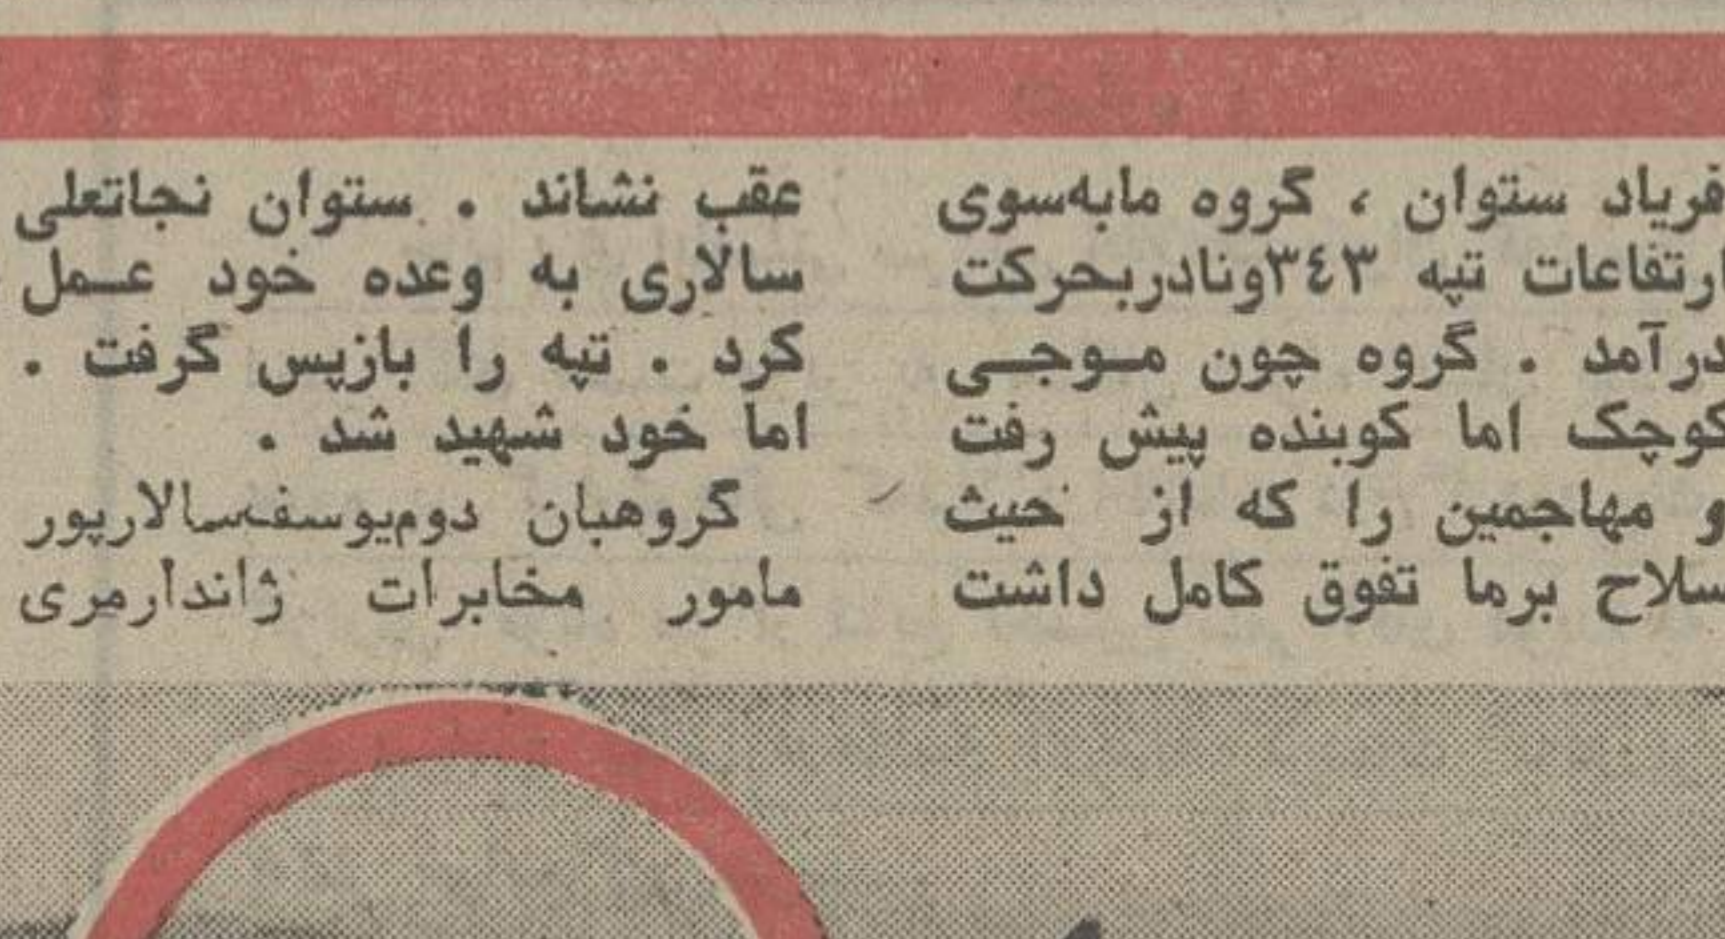 فریاد ستوان ، گروه مابه‌سوی
ارتفاعات تپه ۳٤۳ونادربحرکت
درآمد . گروه چون مـوجـی
کوچک اما کوبنده پیش رفت
و مهاجمین را که از حیث
سلاح برما تفوق کامل داشت
عقب نشاند . ستوان نجاتعلی
سالاری به وعده خود عـمل
کرد . تپه را بازپس گرفت .
اما خود شهید شد .
گروهبان دوم‌یوسف‌سالارپور
مامور مخابرات ژاندارمری